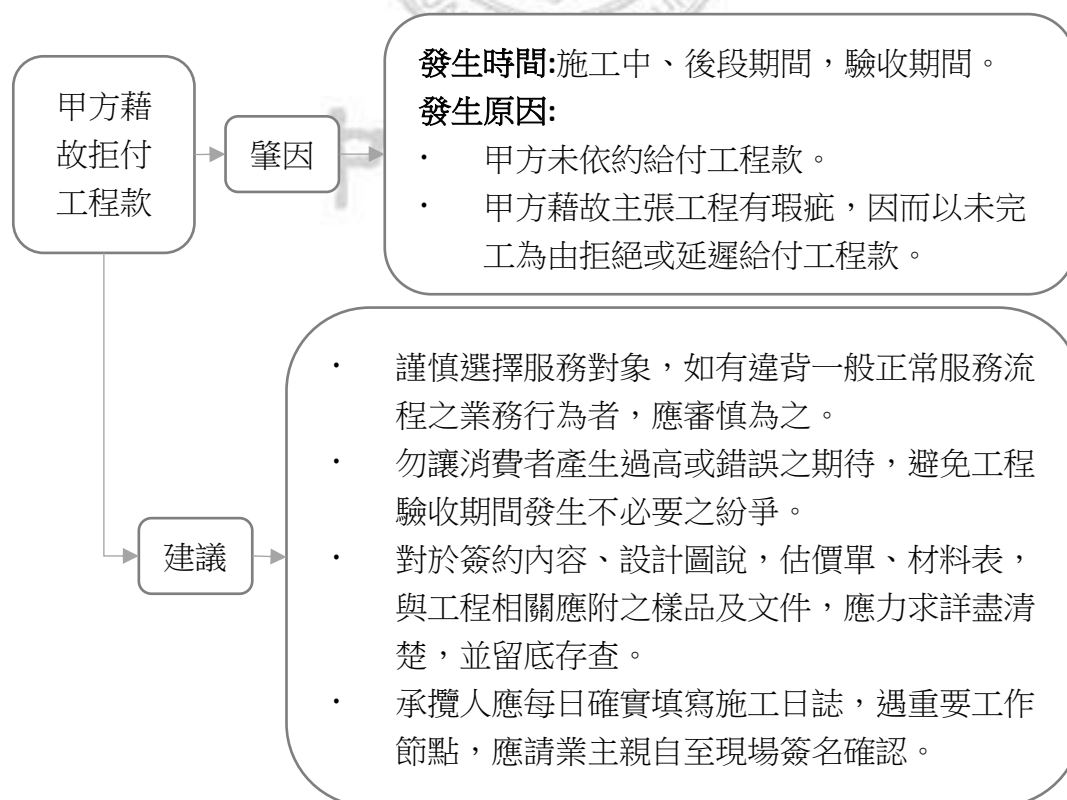 甲方藉
故拒付
工程款
肇因
發生時間:施工中、後段期間，驗收期間。
發生原因:
· 甲方未依約給付工程款。
· 甲方藉故主張工程有瑕疵，因而以未完
工為由拒絕或延遲給付工程款。
建議
· 謹慎選擇服務對象，如有違背一般正常服務流
程之業務行為者，應審慎為之。
· 勿讓消費者產生過高或錯誤之期待，避免工程
驗收期間發生不必要之紛爭。
· 對於簽約內容、設計圖說，估價單、材料表，
與工程相關應附之樣品及文件，應力求詳盡清
楚，並留底存查。
· 承攬人應每日確實填寫施工日誌，遇重要工作
節點，應請業主親自至現場簽名確認。